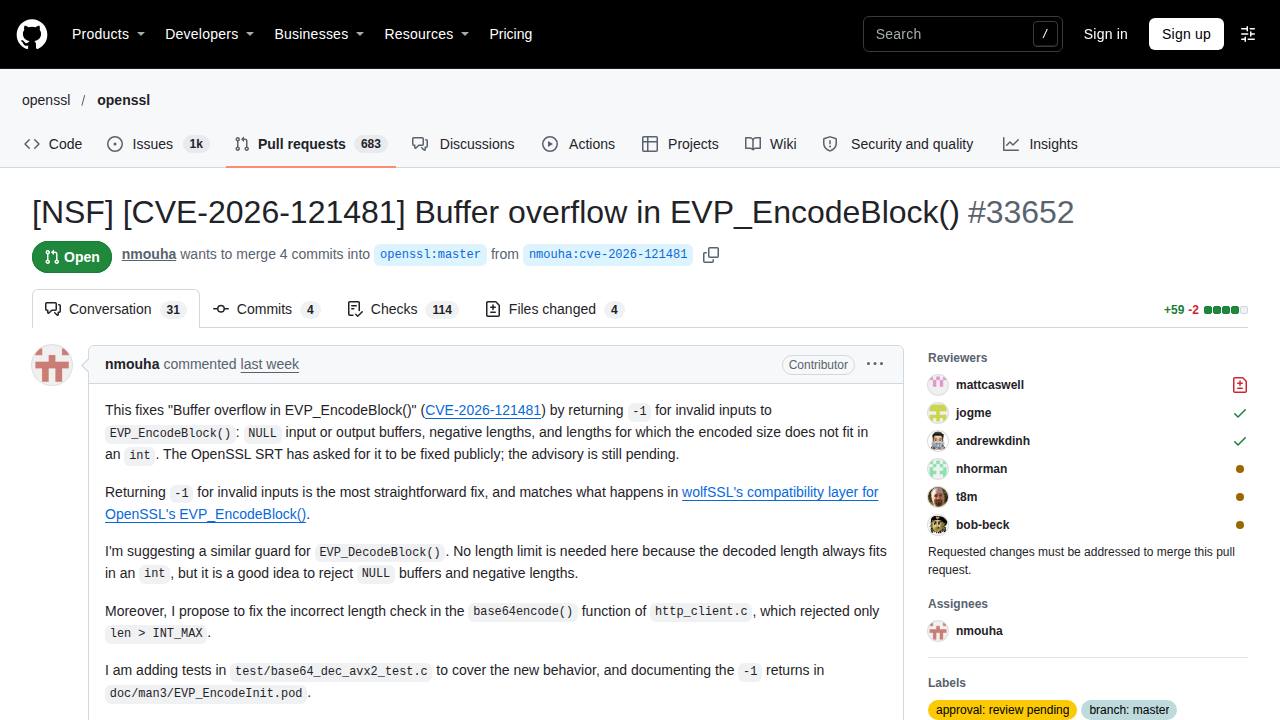 Products Developers Businesses Resources Pricing Search / Sign in Sign up
openssl / openssl
Code Issues 1k Pull requests 683 Discussions Actions Projects Wiki Security and quality Insights
[NSF] [CVE-2026-121481] Buffer overflow in EVP_EncodeBlock() #33652
Open nmouha wants to merge 4 commits into openssl:master from nmouha:cve-2026-121481
Conversation 31 Commits 4 Checks 114 Files changed 4 +59 -2
nmouha commented last week Contributor
This fixes "Buffer overflow in EVP_EncodeBlock()" (CVE-2026-121481) by returning -1 for invalid inputs to
EVP_EncodeBlock() : NULL input or output buffers, negative lengths, and lengths for which the encoded size does not fit in
an int . The OpenSSL SRT has asked for it to be fixed publicly; the advisory is still pending.
Returning -1 for invalid inputs is the most straightforward fix, and matches what happens in wolfSSL's compatibility layer for
OpenSSL's EVP_EncodeBlock().
I'm suggesting a similar guard for EVP_DecodeBlock() . No length limit is needed here because the decoded length always fits
in an int , but it is a good idea to reject NULL buffers and negative lengths.
Moreover, I propose to fix the incorrect length check in the base64encode() function of http_client.c , which rejected only
len > INT_MAX .
I am adding tests in test/base64_dec_avx2_test.c to cover the new behavior, and documenting the -1 returns in
doc/man3/EVP_EncodeInit.pod .
Reviewers
mattcaswell
jogme
andrewkdinh
nhorman
t8m
bob-beck
Requested changes must be addressed to merge this pull
request.
Assignees
nmouha
Labels
approval: review pending branch: master